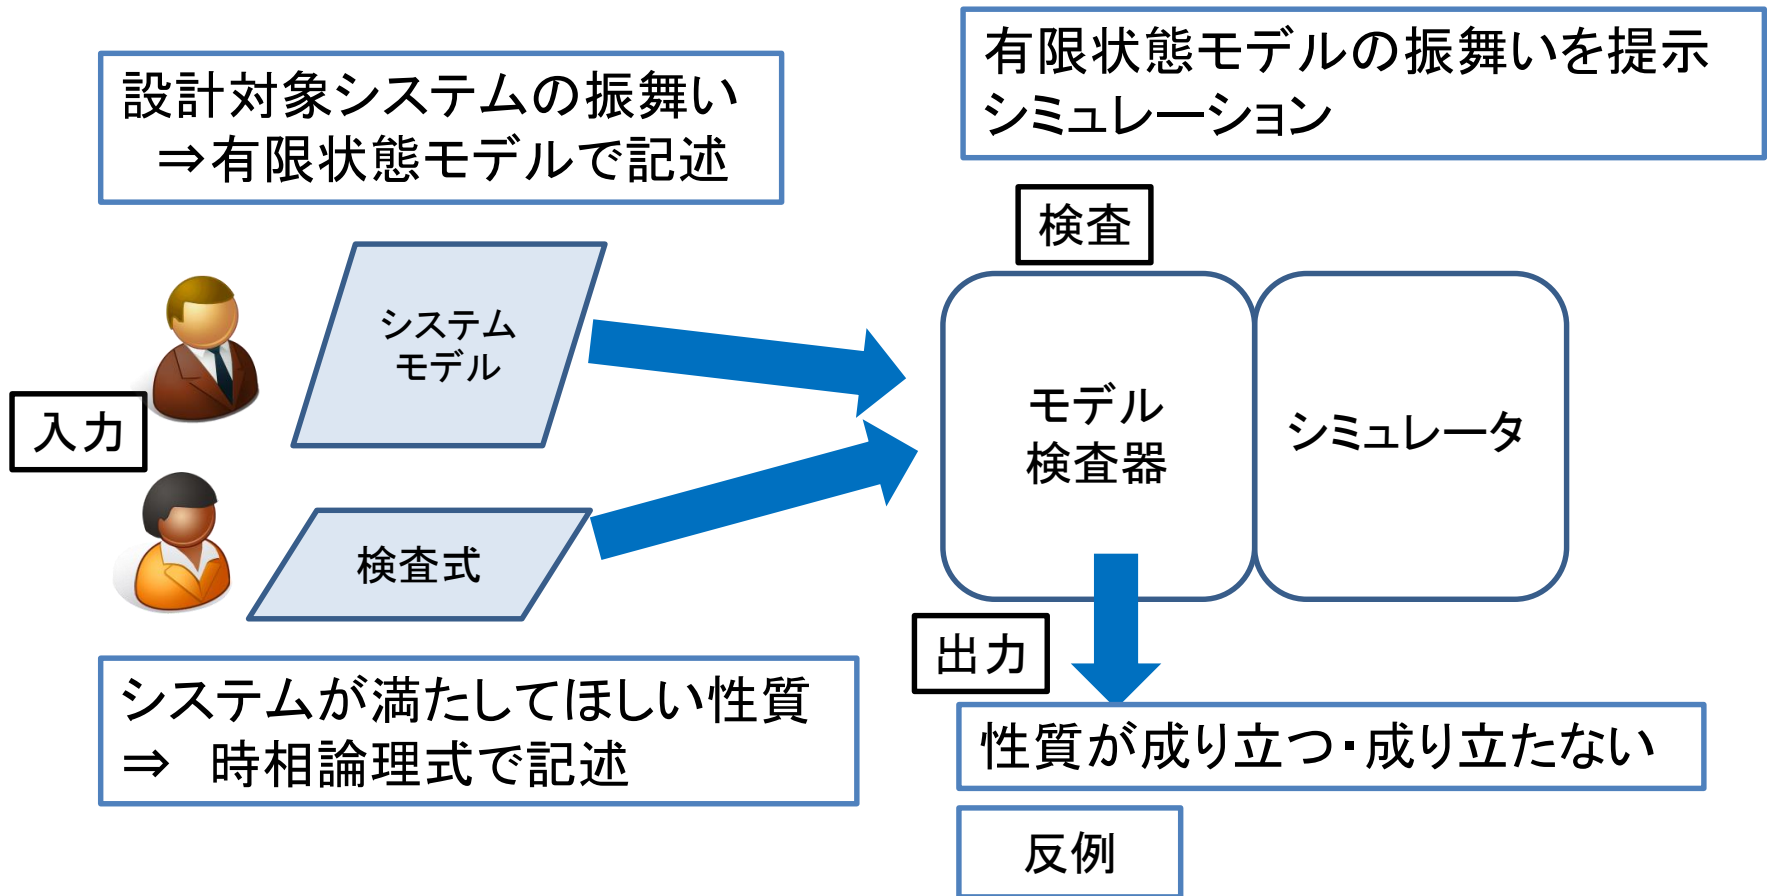 設計対象システムの振舞い
⇒有限状態モデルで記述
有限状態モデルの振舞いを提示
シミュレーション
検査
システム
モデル
入力
モデル
検査器
シミュレータ
検査式
出力
システムが満たしてほしい性質
⇒ 時相論理式で記述
性質が成り立つ・成り立たない
反例